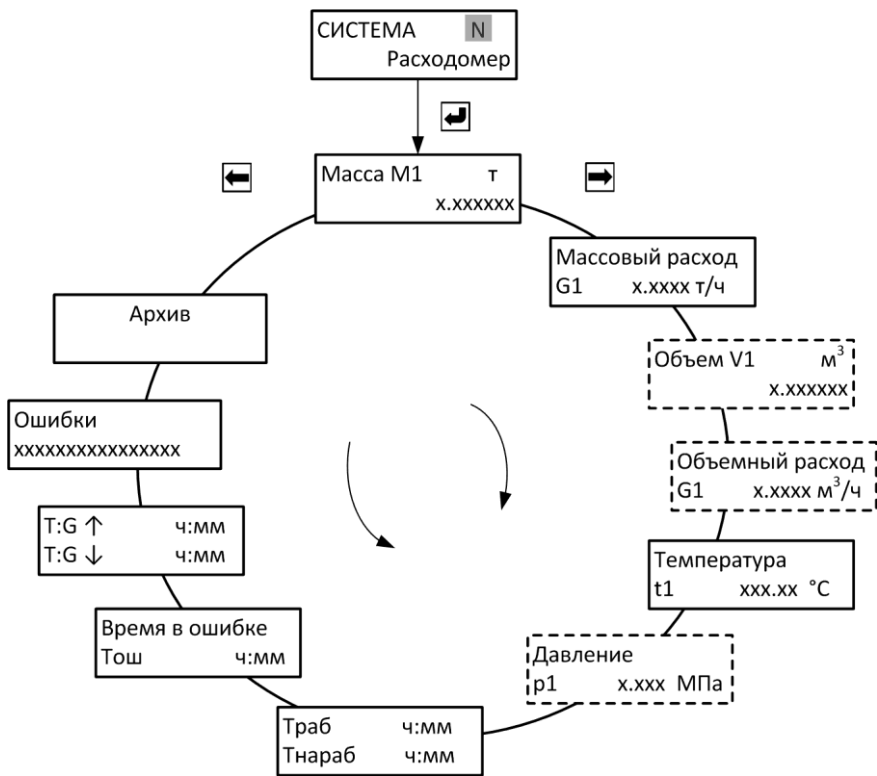 СИСТЕМА N
Расходомер
Масса M1 т
x.xxxxxx
Массовый расход
G1 x.xxxx т/ч
Объем V1 м³
x.xxxxxx
Объемный расход
G1 x.xxxx м³/ч
Температура
t1 xxx.xx °C
Давление
p1 x.xxx МПа
Траб ч:мм
Тнараб ч:мм
Время в ошибке
Тош ч:мм
T:G ↑ ч:мм
T:G ↓ ч:мм
Ошибки
xxxxxxxxxxxxxxxx
Архив